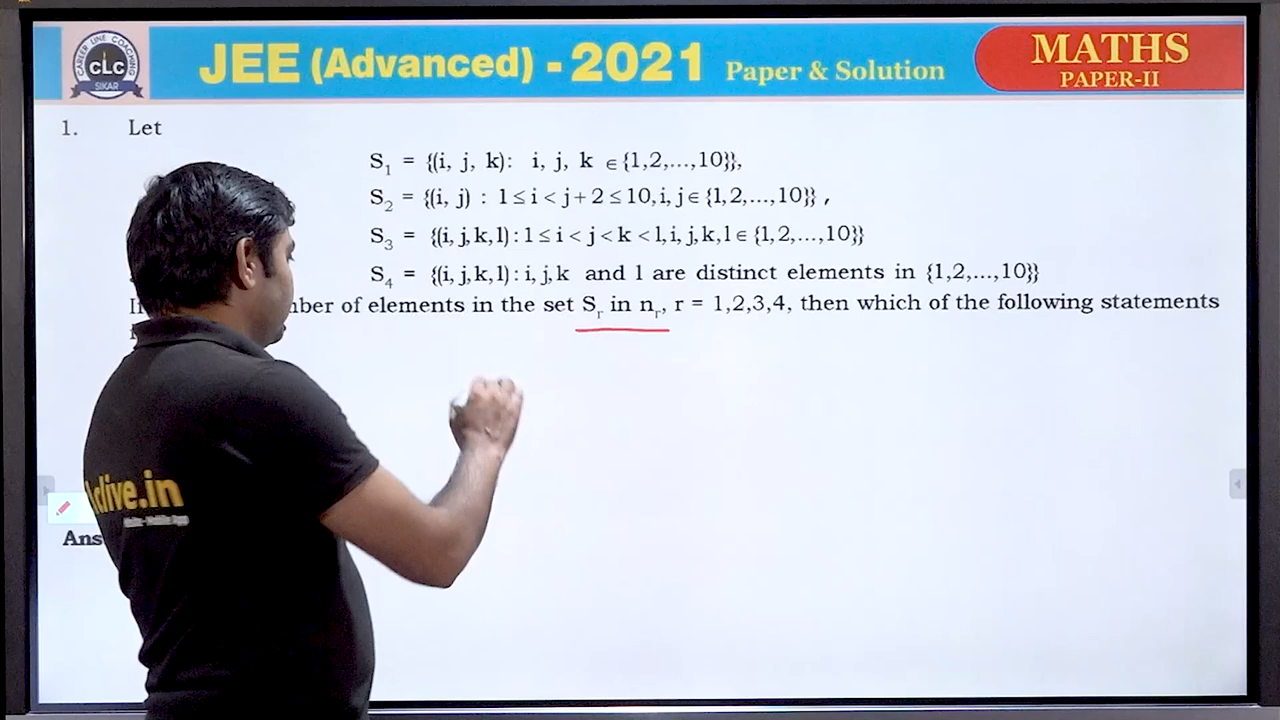 CAREER LINE COACHING
CLC
SIKAR
JEE (Advanced) - 2021 Paper & Solution
MATHS
PAPER-II
1. Let
S₁ = {(i, j, k): i, j, k ∈{1,2,...,10}},
S₂ = {(i, j) : 1≤i<j+2≤10,i,j∈{1,2,...,10}} ,
S₃ = {(i,j,k,l):1≤i<j<k<l,i,j,k,l∈{1,2,...,10}}
S₄ = {(i,j,k,l):i,j,k and l are distinct elements in {1,2,...,10}}
of elements in the set Sᵣ in nᵣ, r = 1,2,3,4, then which of the following statements
live.in
Ans